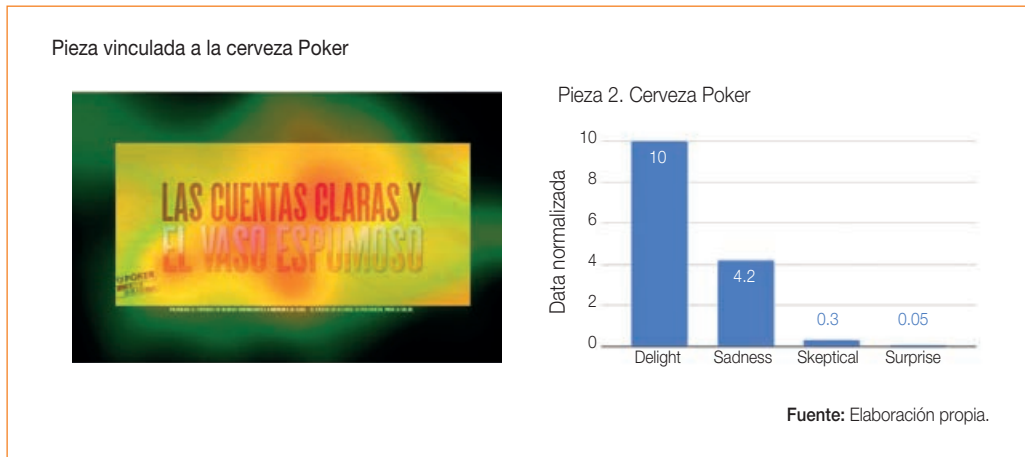 Pieza vinculada a la cerveza Poker
LAS CUENTAS CLARAS Y
EL VASO ESPUMOSO
POKER
Pieza 2. Cerveza Poker
Data normalizada
10
8
6
4
2
0
10
4.2
0.3
0.05
Delight
Sadness
Skeptical
Surprise
Fuente: Elaboración propia.